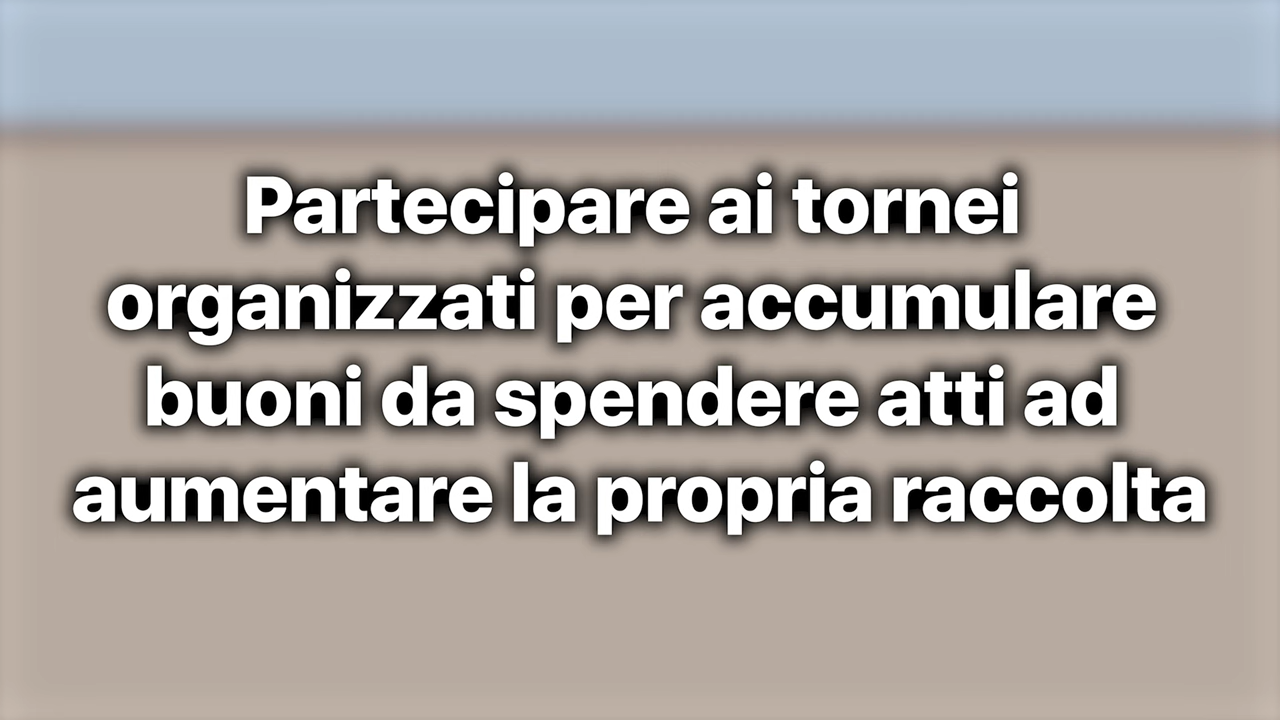 Partecipare ai tornei
organizzati per accumulare
buoni da spendere atti ad
aumentare la propria raccolta